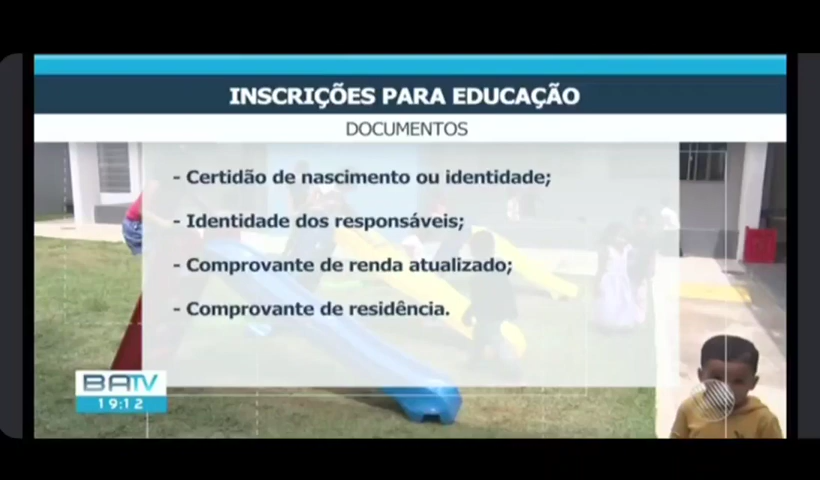 INSCRIÇÕES PARA EDUCAÇÃO
DOCUMENTOS
- Certidão de nascimento ou identidade;
- Identidade dos responsáveis;
- Comprovante de renda atualizado;
- Comprovante de residência.
BATV
19:12